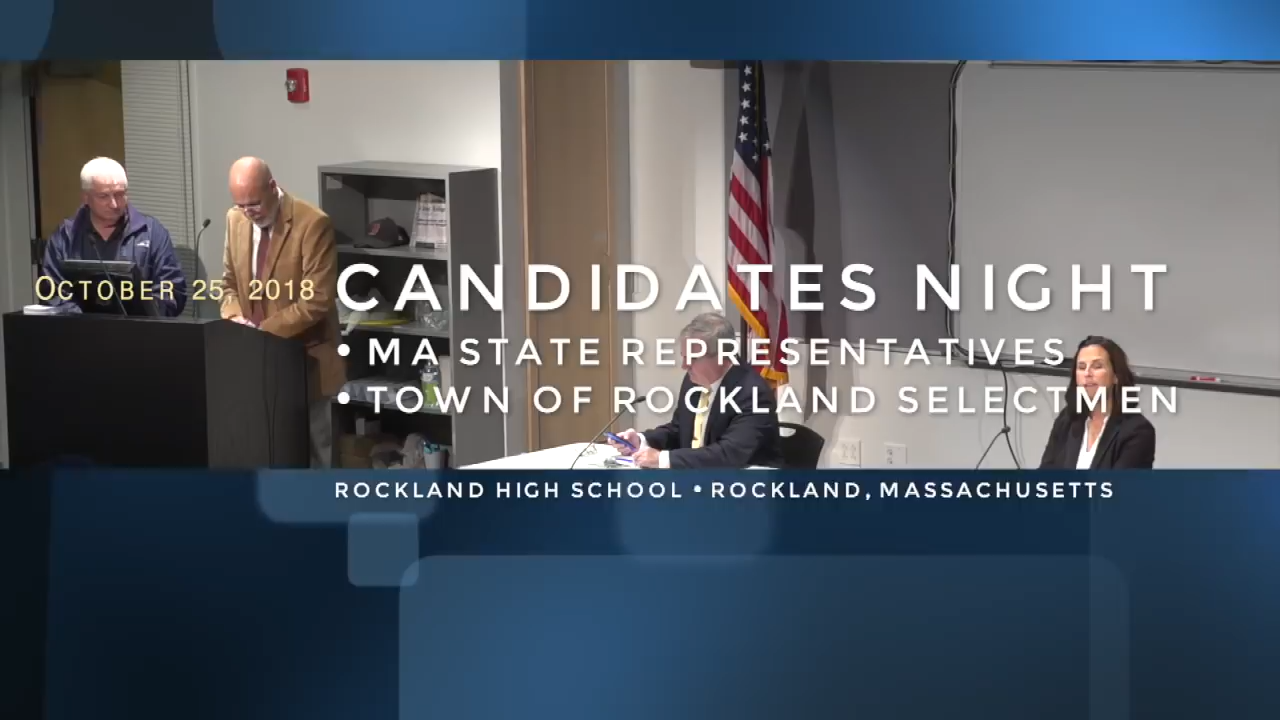 OCTOBER 25, 2018
CANDIDATES NIGHT
• MA STATE REPRESENTATIVES
• TOWN OF ROCKLAND SELECTMEN
ROCKLAND HIGH SCHOOL • ROCKLAND, MASSACHUSETTS